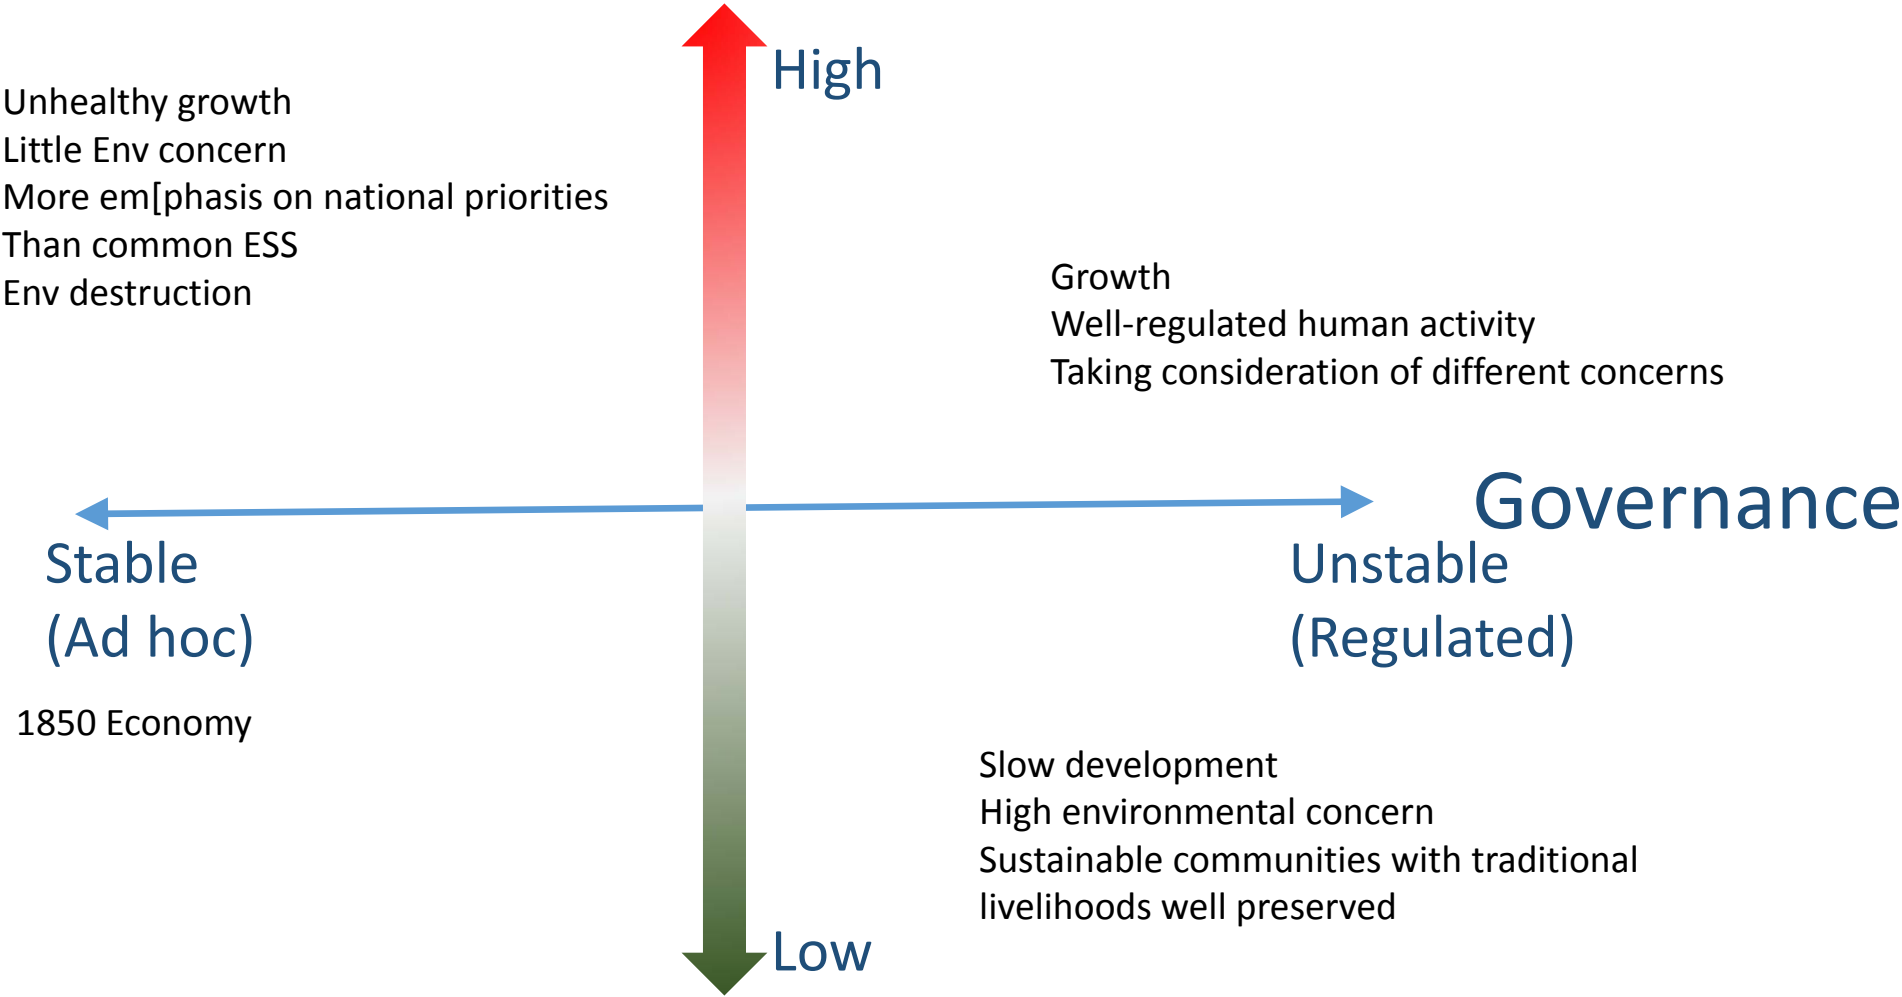 High
Unhealthy growth
Little Env concern
More em[phasis on national priorities
Than common ESS
Env destruction
Growth
Well-regulated human activity
Taking consideration of different concerns
Governance
Stable
(Ad hoc)
Unstable
(Regulated)
1850 Economy
Slow development
High environmental concern
Sustainable communities with traditional
livelihoods well preserved
Low